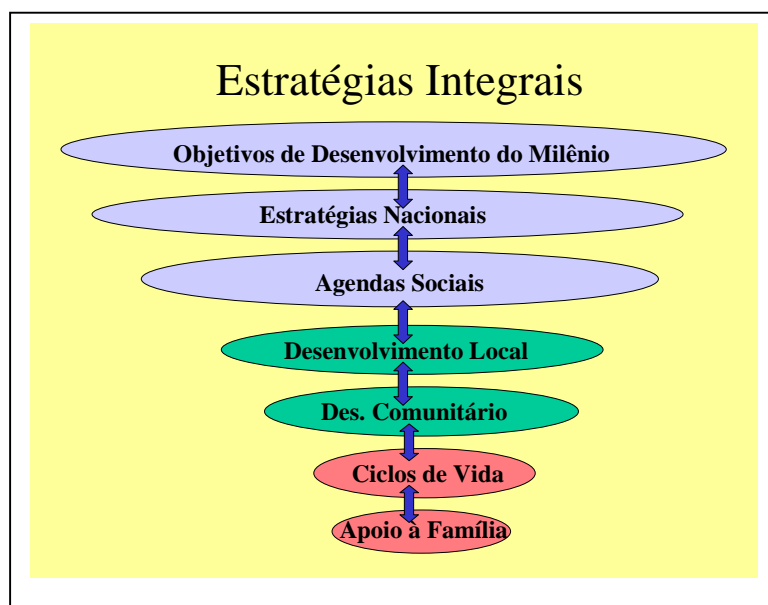 Estratégias Integrais
Objetivos de Desenvolvimento do Milênio
Estratégias Nacionais
Agendas Sociais
Desenvolvimento Local
Des. Comunitário
Ciclos de Vida
Apoio à Família